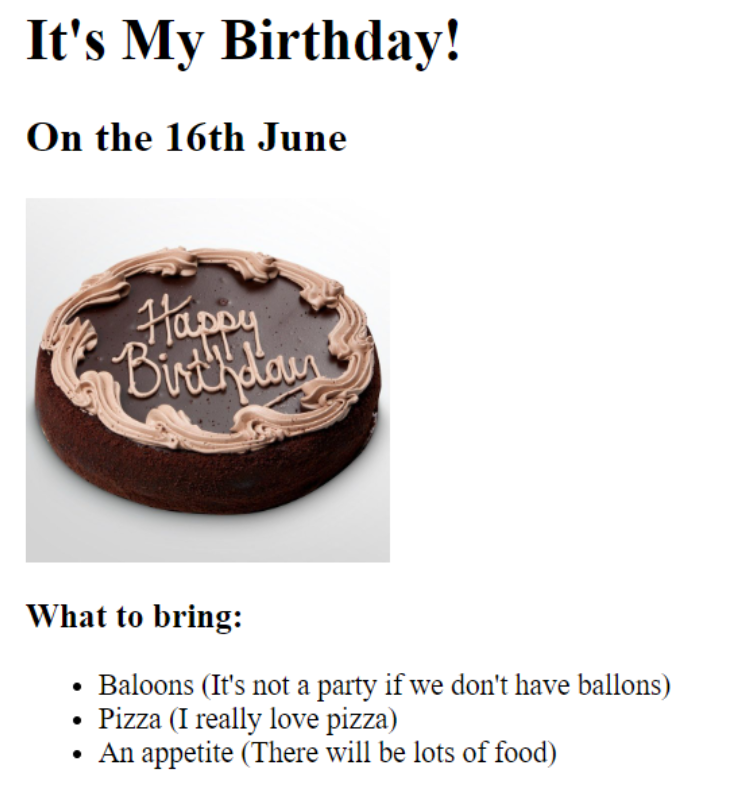 It's My Birthday!
On the 16th June
Happy
Birthday
What to bring:
Baloons (It's not a party if we don't have ballons)
Pizza (I really love pizza)
An appetite (There will be lots of food)